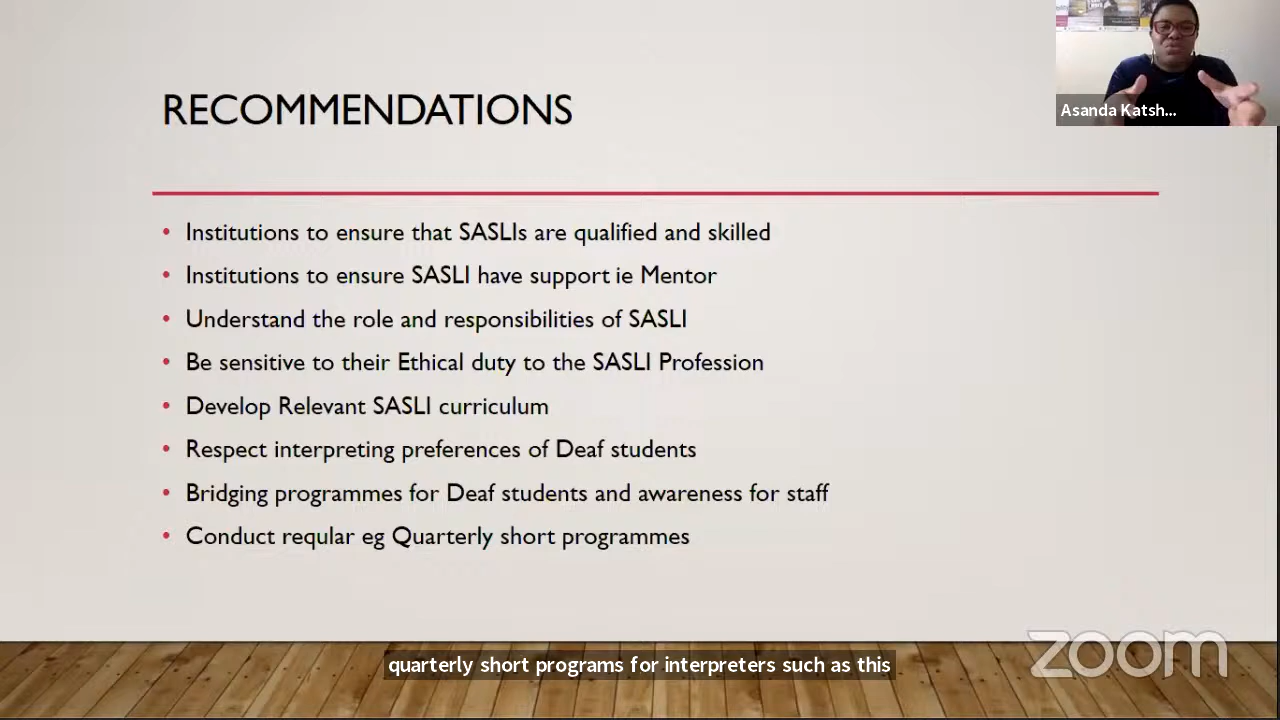 RECOMMENDATIONS
Asanda Katsh...
• Institutions to ensure that SASLIs are qualified and skilled
• Institutions to ensure SASLI have support ie Mentor
• Understand the role and responsibilities of SASLI
• Be sensitive to their Ethical duty to the SASLI Profession
• Develop Relevant SASLI curriculum
• Respect interpreting preferences of Deaf students
• Bridging programmes for Deaf students and awareness for staff
• Conduct reqular eg Quarterly short programmes
zoom
quarterly short programs for interpreters such as this